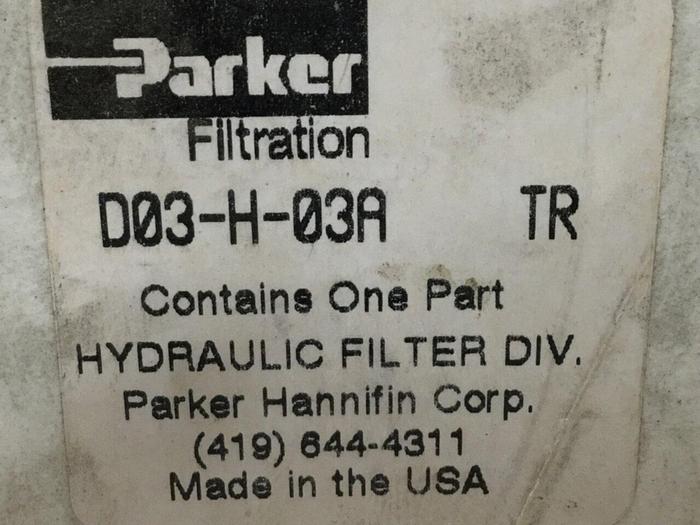 Parker
Filtration
D03-H-03A TR
Contains One Part
HYDRAULIC FILTER DIV.
Parker Hannifin Corp.
(419) 644-4311
Made in the USA